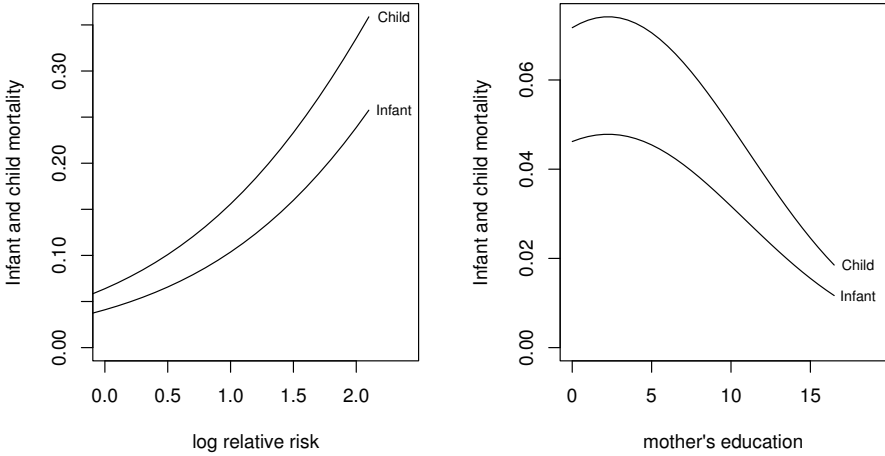 Infant and child mortality
0.00
0.10
0.20
0.30
0.0
0.5
1.0
1.5
2.0
log relative risk
Child
Infant
Infant and child mortality
0.00
0.02
0.04
0.06
0
5
10
15
mother's education
Child
Infant